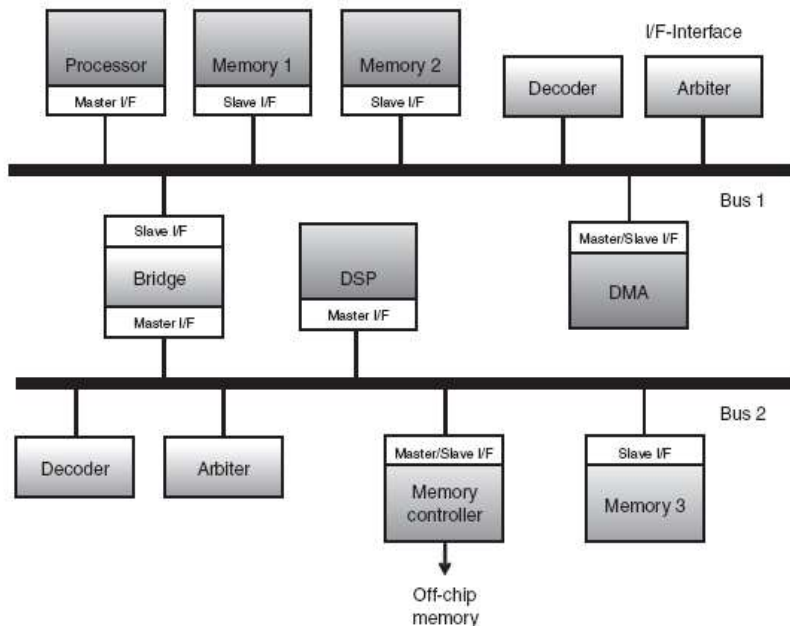 I/F-Interface
Processor
Master I/F
Memory 1
Slave I/F
Memory 2
Slave I/F
Decoder
Arbiter
Bus 1
Slave I/F
Bridge
Master I/F
DSP
Master I/F
Master/Slave I/F
DMA
Bus 2
Decoder
Arbiter
Master/Slave I/F
Memory
controller
Slave I/F
Memory 3
Off-chip
memory